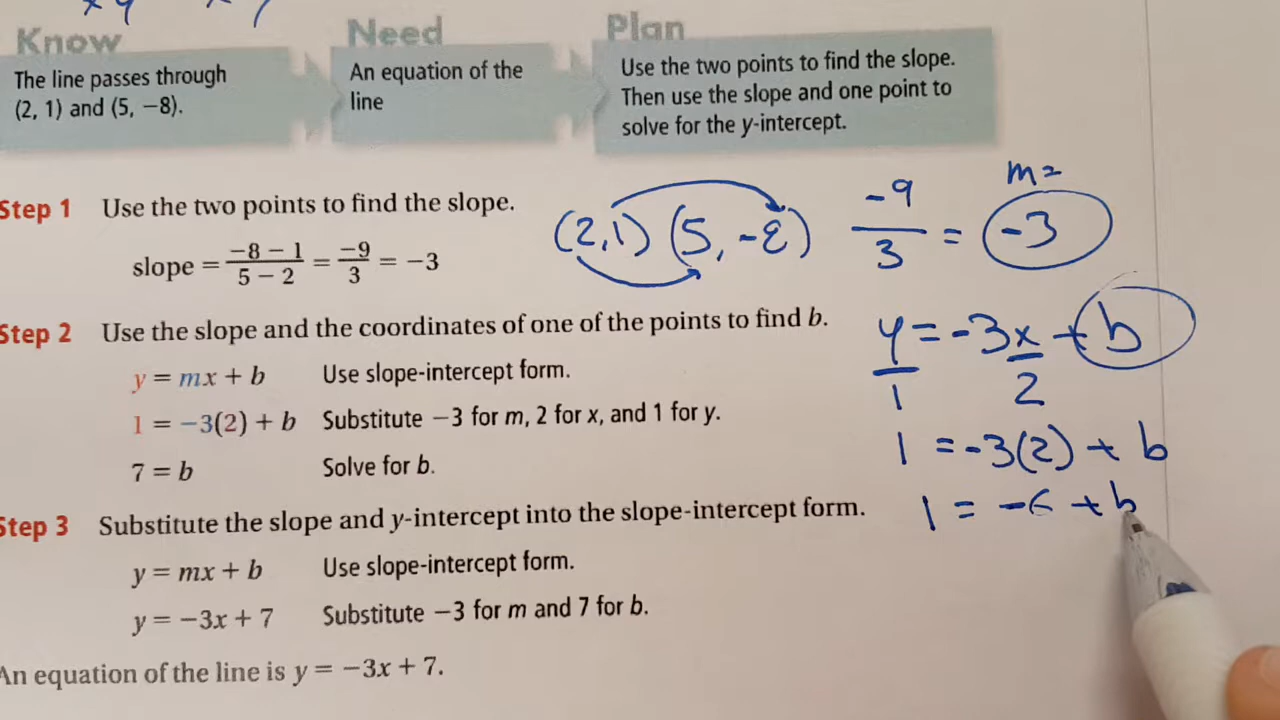 Know
Need
Plan
The line passes through
(2, 1) and (5, −8).
An equation of the
line
Use the two points to find the slope.
Then use the slope and one point to
solve for the y-intercept.
Step 1 Use the two points to find the slope.
slope = −8 − 1 / 5 − 2 = −9 / 3 = −3
(2,1) (5, -8)
-9 / 3 = -3
m=
Step 2 Use the slope and the coordinates of one of the points to find b.
y = mx + b Use slope-intercept form.
1 = −3(2) + b Substitute −3 for m, 2 for x, and 1 for y.
7 = b Solve for b.
y = -3x + b
1 2
1 = -3(2) + b
1 = -6 + b
Step 3 Substitute the slope and y-intercept into the slope-intercept form.
y = mx + b Use slope-intercept form.
y = −3x + 7 Substitute −3 for m and 7 for b.
An equation of the line is y = −3x + 7.